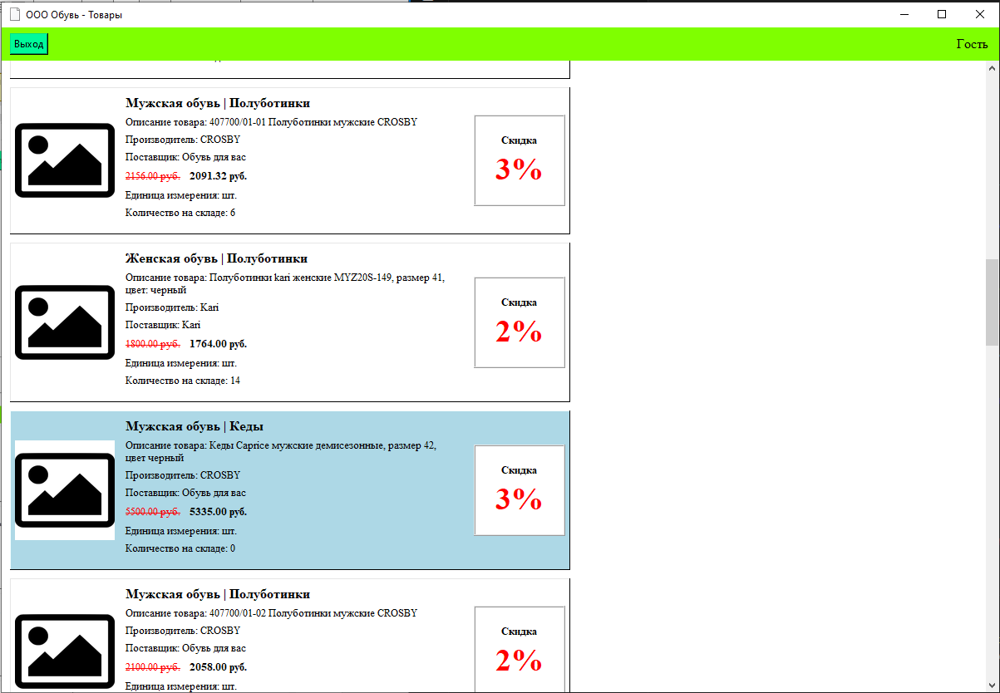 ООО Обувь - Товары
Выход
Гость
Мужская обувь | Полуботинки
Описание товара: 407700/01-01 Полуботинки мужские CROSBY
Производитель: CROSBY
Поставщик: Обувь для вас
2156.00 руб. 2091.32 руб.
Единица измерения: шт.
Количество на складе: 6
Скидка
3%
Женская обувь | Полуботинки
Описание товара: Полуботинки kari женские MYZ20S-149, размер 41,
цвет: черный
Производитель: Kari
Поставщик: Kari
1800.00 руб. 1764.00 руб.
Единица измерения: шт.
Количество на складе: 14
Скидка
2%
Мужская обувь | Кеды
Описание товара: Кеды Caprice мужские демисезонные, размер 42,
цвет черный
Производитель: CROSBY
Поставщик: Обувь для вас
5500.00 руб. 5335.00 руб.
Единица измерения: шт.
Количество на складе: 0
Скидка
3%
Мужская обувь | Полуботинки
Описание товара: 407700/01-02 Полуботинки мужские CROSBY
Производитель: CROSBY
Поставщик: Обувь для вас
2100.00 руб. 2058.00 руб.
Единица измерения: шт.
Скидка
2%